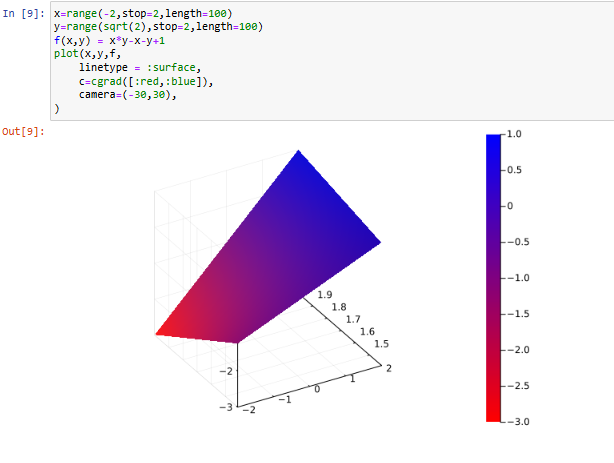 In [9]: x=range(-2,stop=2,length=100)
y=range(sqrt(2),stop=2,length=100)
f(x,y) = x*y-x-y+1
plot(x,y,f,
    linetype = :surface,
    c=cgrad([:red,:blue]),
    camera=(-30,30),
)
Out[9]:
1.0
0.5
0
-0.5
-1.0
-1.5
-2.0
-2.5
-3.0
1.9
1.8
1.7
1.6
1.5
-2
-3
-2
-1
0
1
2